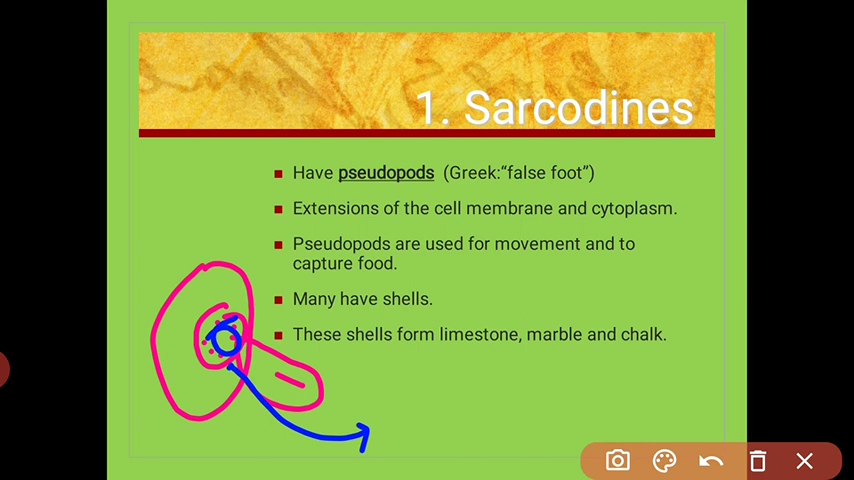 1. Sarcodines
Have pseudopods (Greek:“false foot”)
Extensions of the cell membrane and cytoplasm.
Pseudopods are used for movement and to
capture food.
Many have shells.
These shells form limestone, marble and chalk.